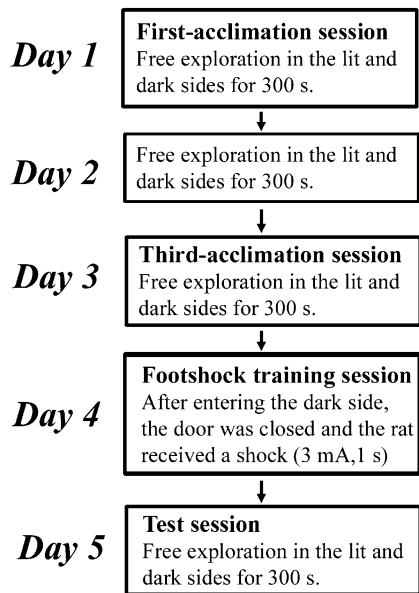 Day 1
First-acclimation session
Free exploration in the lit and
dark sides for 300 s.
Day 2
Free exploration in the lit and
dark sides for 300 s.
Day 3
Third-acclimation session
Free exploration in the lit and
dark sides for 300 s.
Day 4
Footshock training session
After entering the dark side,
the door was closed and the rat
received a shock (3 mA,1 s)
Day 5
Test session
Free exploration in the lit and
dark sides for 300 s.